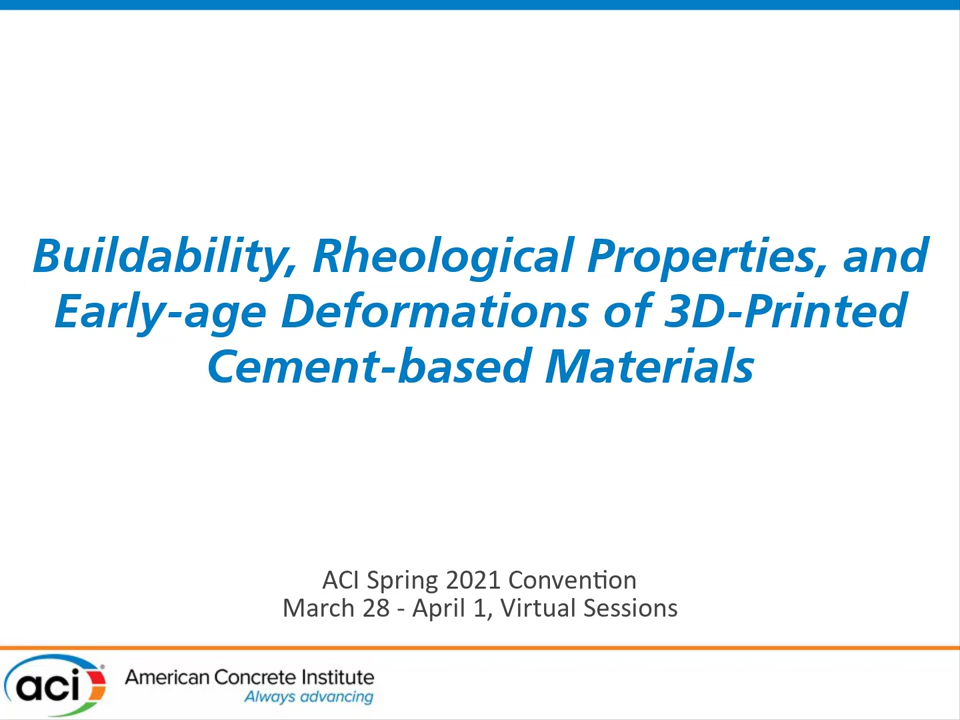 Buildability, Rheological Properties, and
Early-age Deformations of 3D-Printed
Cement-based Materials
ACI Spring 2021 Convention
March 28 - April 1, Virtual Sessions
aci
American Concrete Institute
Always advancing